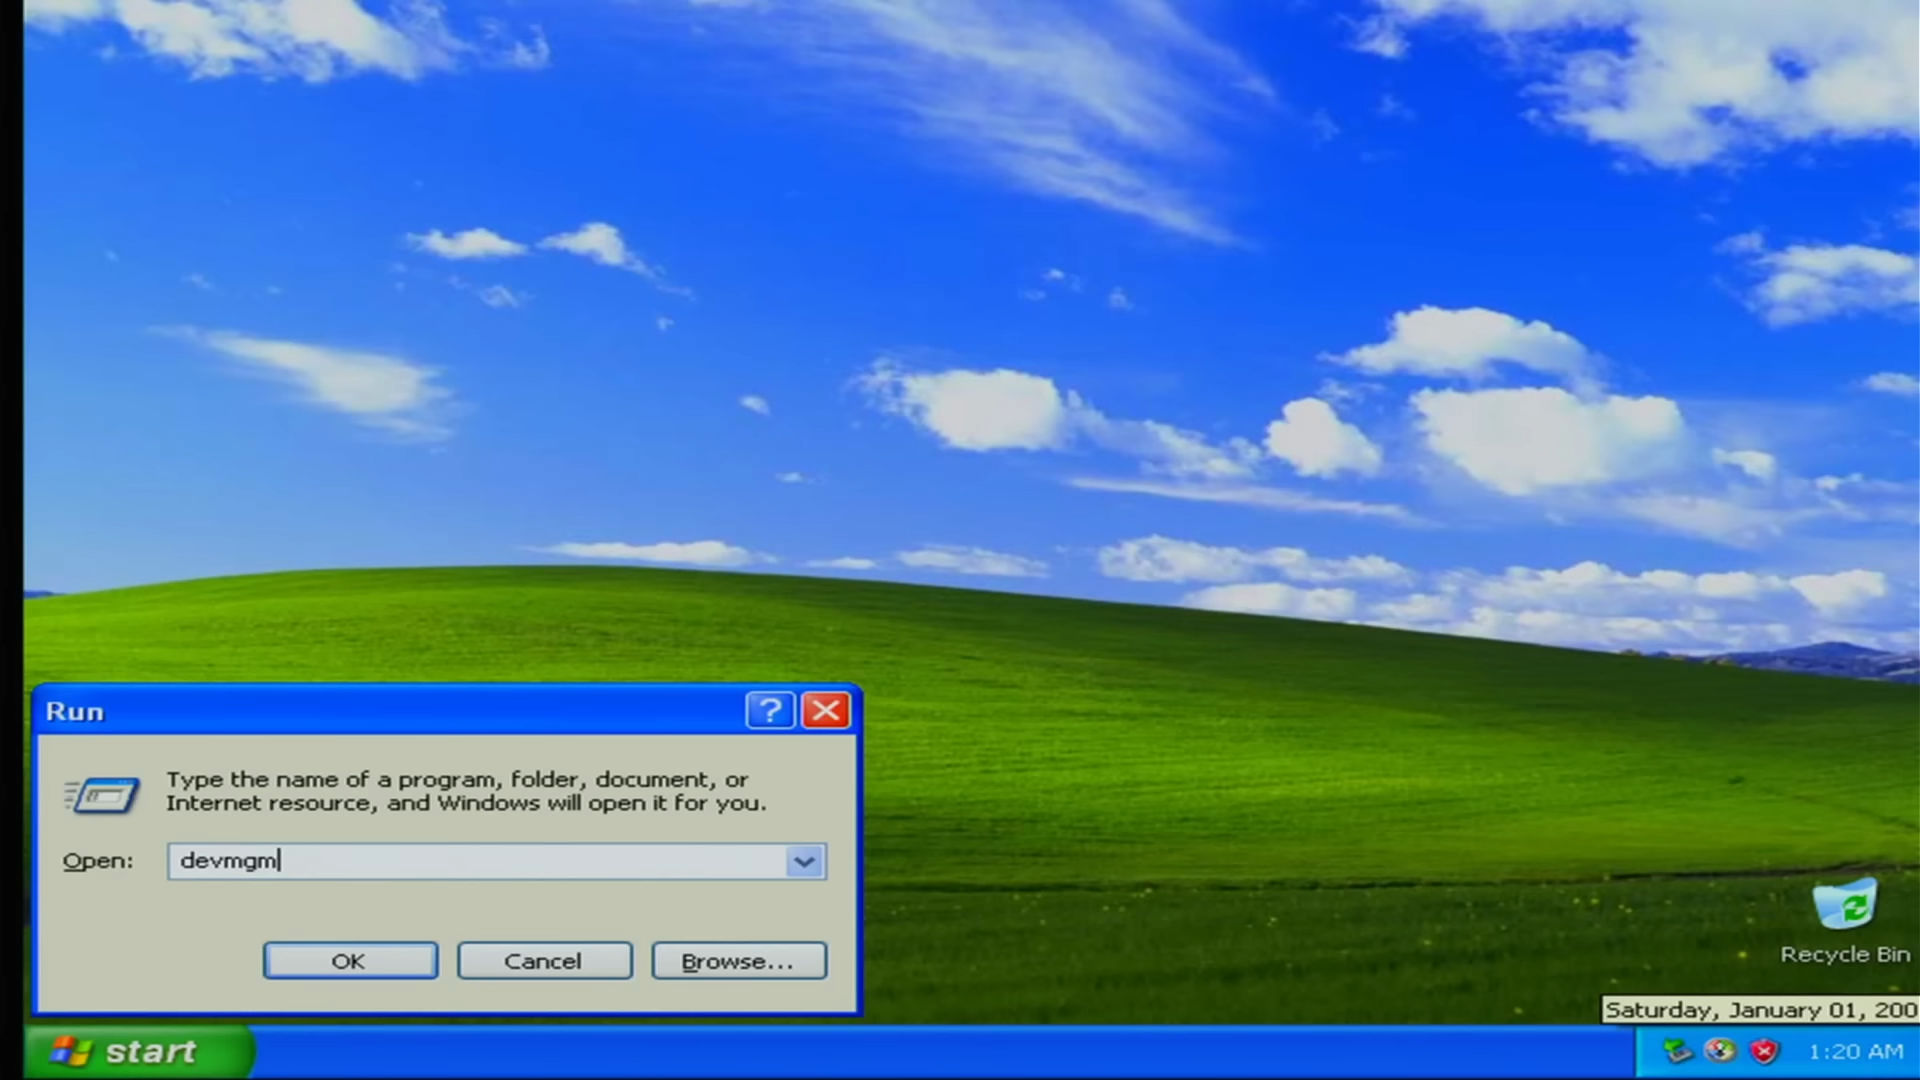 Run
Type the name of a program, folder, document, or
Internet resource, and Windows will open it for you.
Open:
devmgm
OK
Cancel
Browse...
Recycle Bin
Saturday, January 01, 200
start
1:20 AM